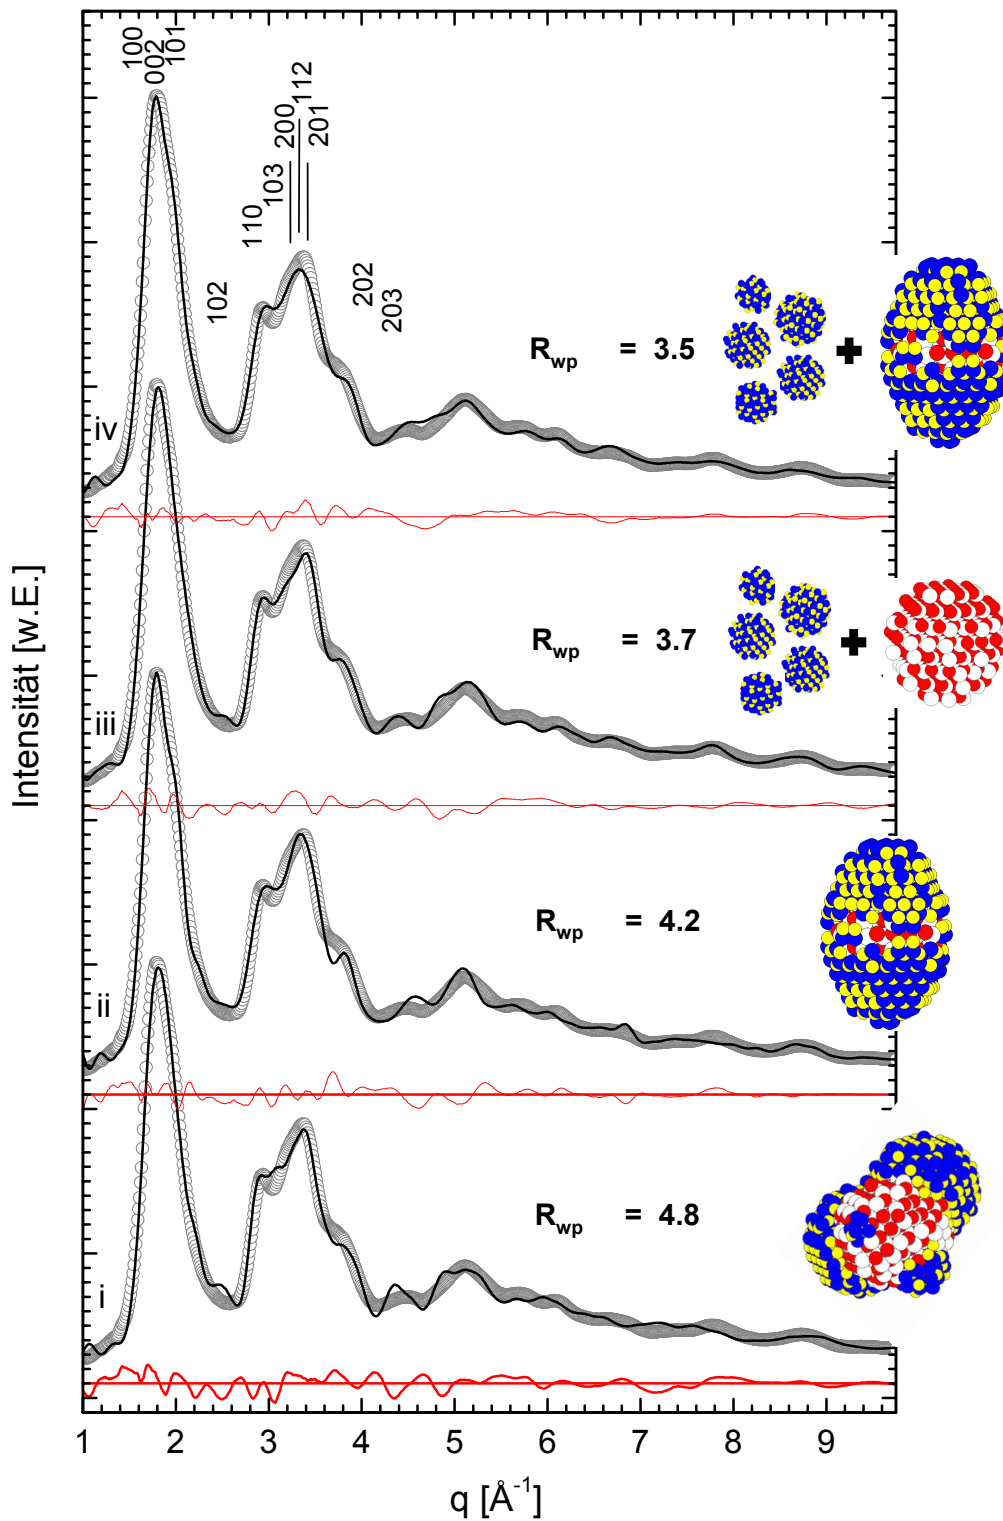 100
002
101
102
110
103
200
112
201
202
203
iv
R_wp = 3.5
+
iii
R_wp = 3.7
+
ii
R_wp = 4.2
i
R_wp = 4.8
Intensität [w.E.]
1 2 3 4 5 6 7 8 9
q [Å⁻¹]